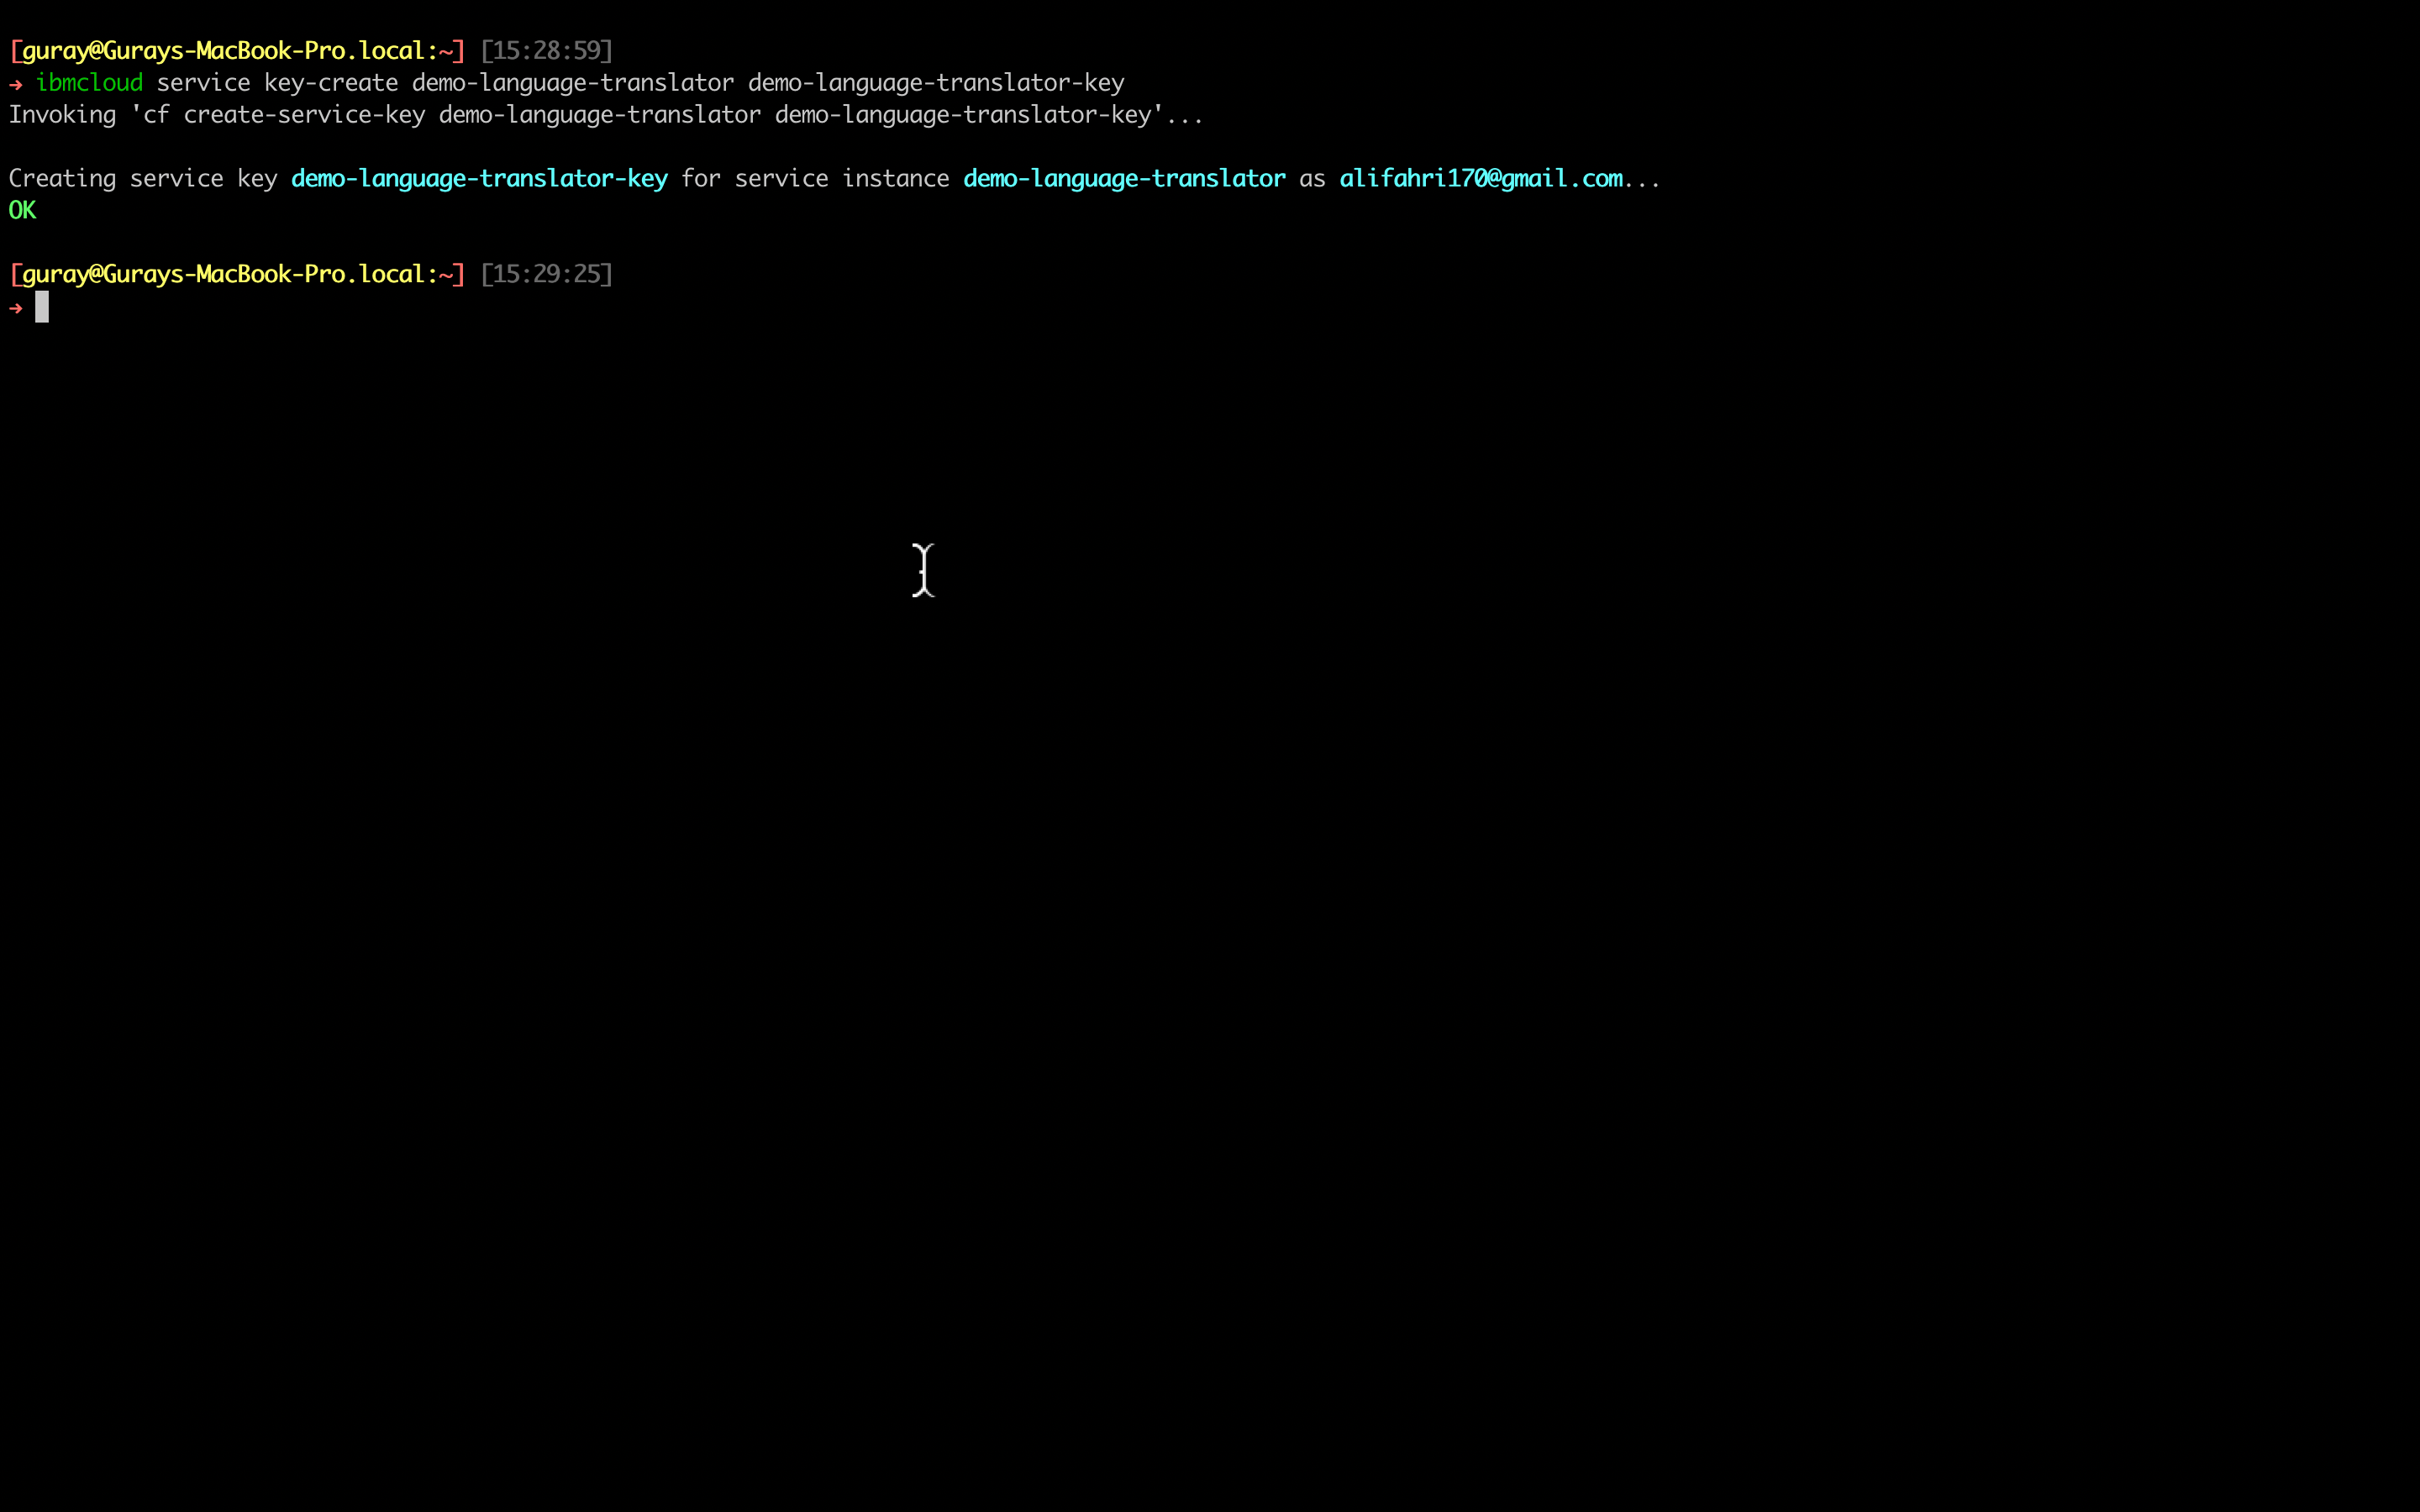 [guray@Gurays-MacBook-Pro.local:~] [15:28:59]
→ ibmcloud service key-create demo-language-translator demo-language-translator-key
Invoking 'cf create-service-key demo-language-translator demo-language-translator-key'...
Creating service key demo-language-translator-key for service instance demo-language-translator as alifahri170@gmail.com...
OK
[guray@Gurays-MacBook-Pro.local:~] [15:29:25]
→